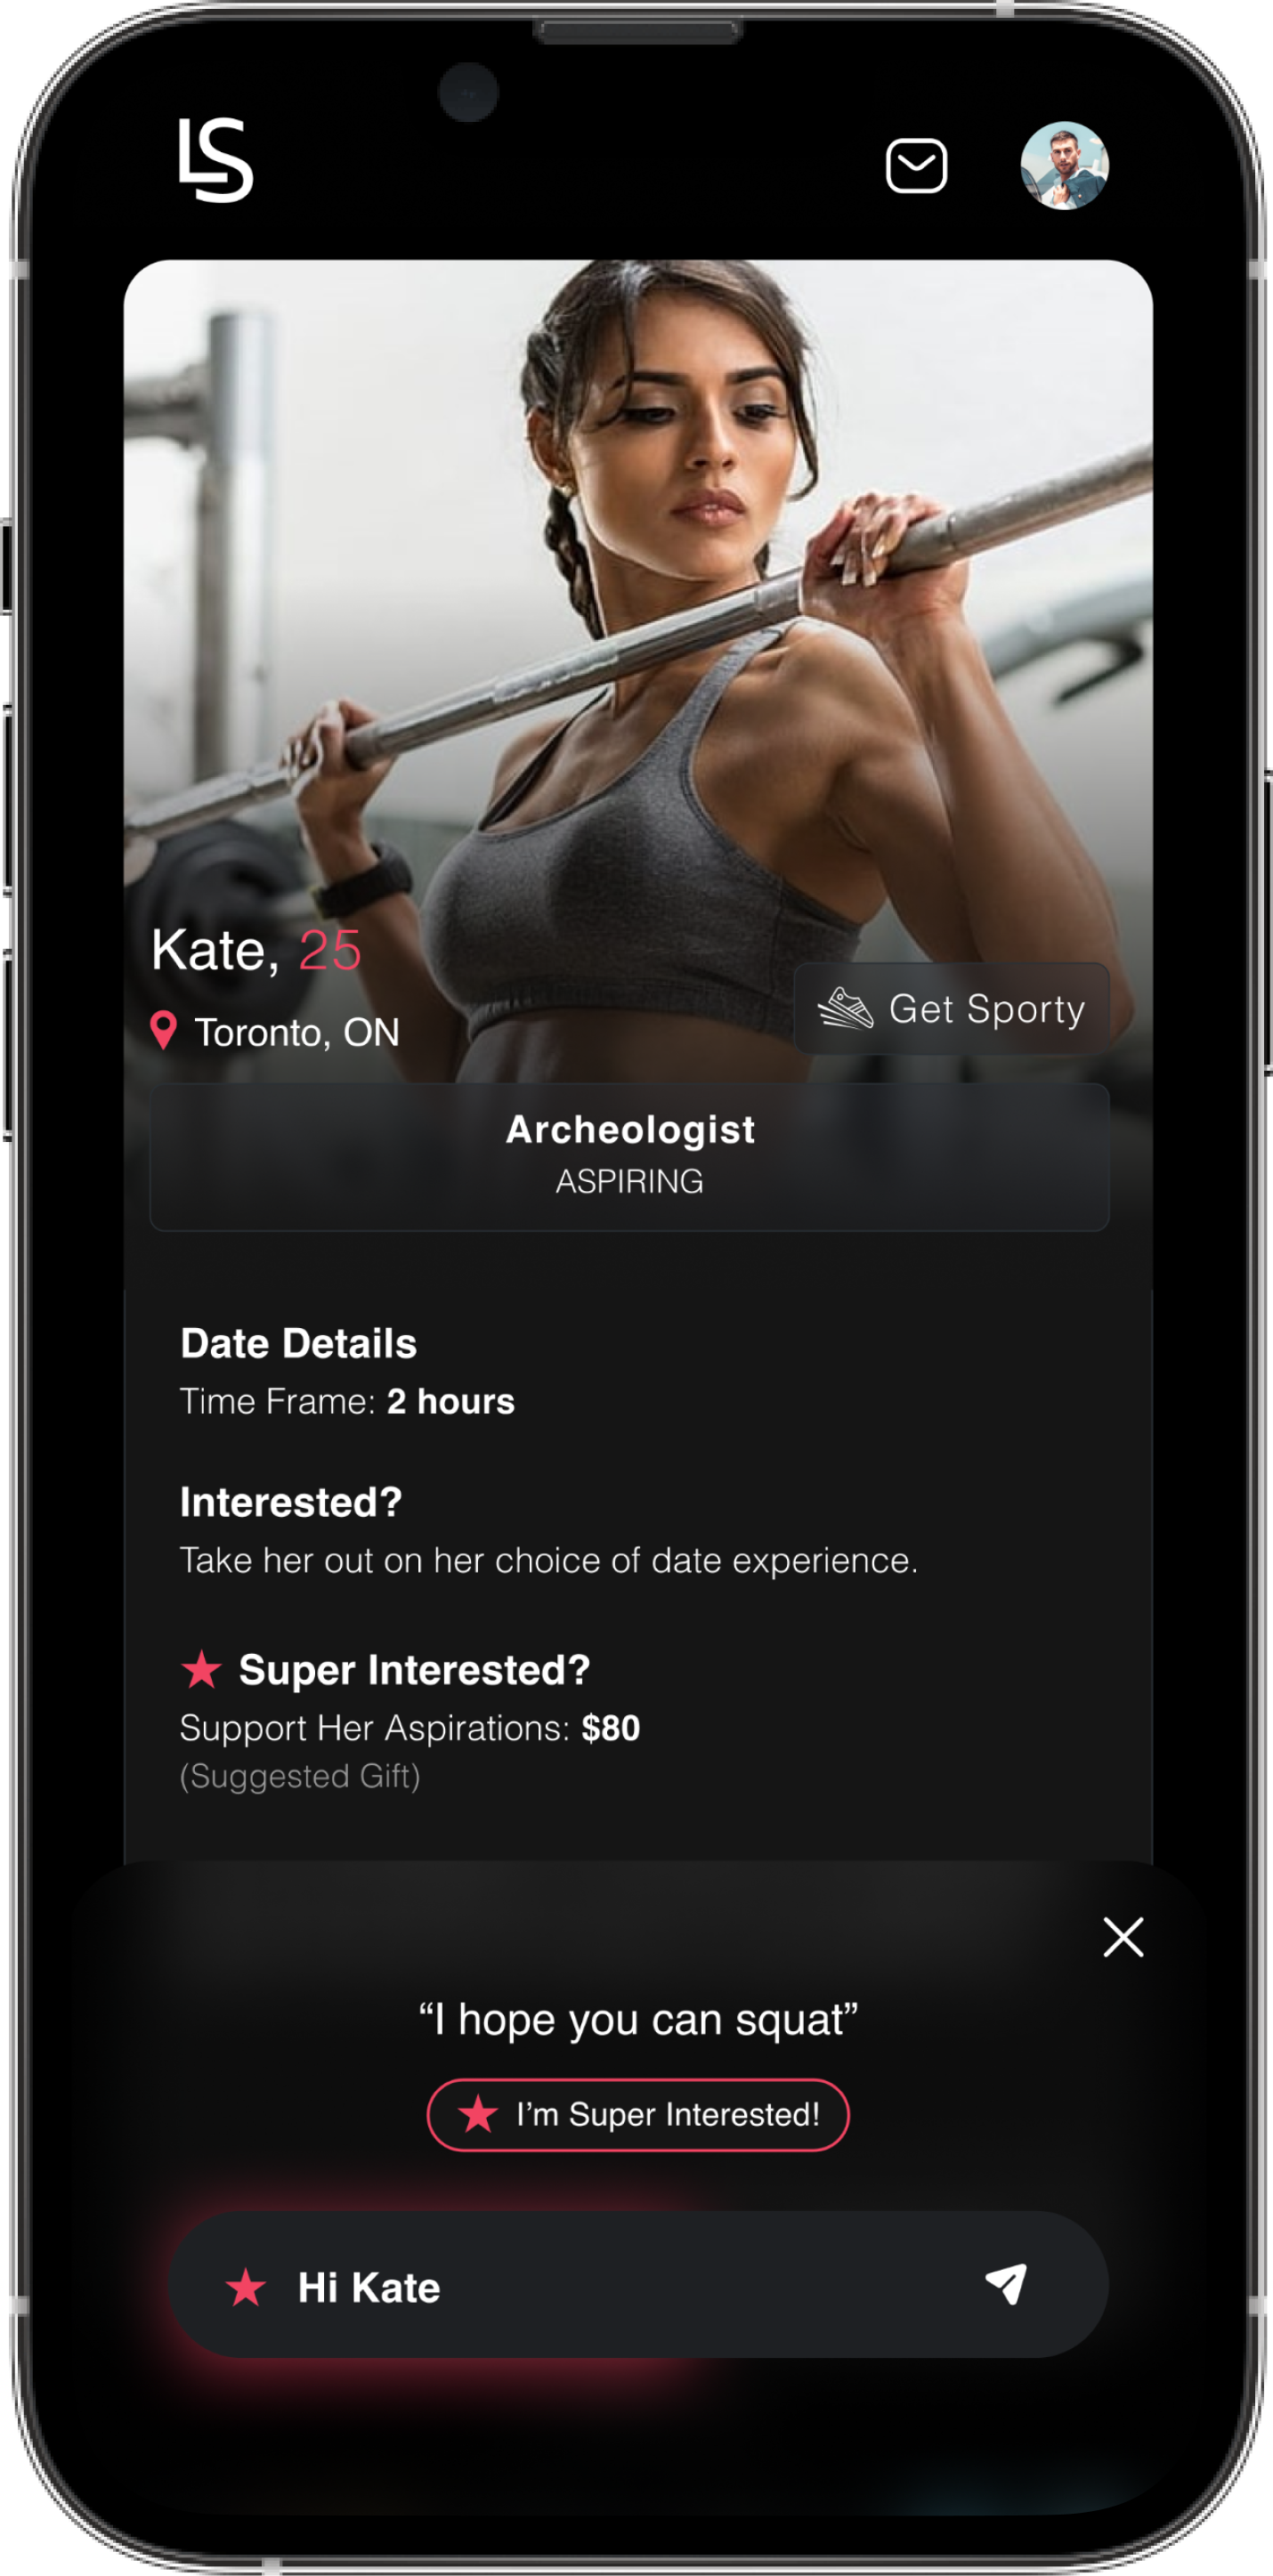 LS
Kate, 25
Toronto, ON
Get Sporty
Archeologist
ASPIRING
Date Details
Time Frame: 2 hours
Interested?
Take her out on her choice of date experience.
★ Super Interested?
Support Her Aspirations: $80
(Suggested Gift)
“I hope you can squat”
★ I’m Super Interested!
★ Hi Kate